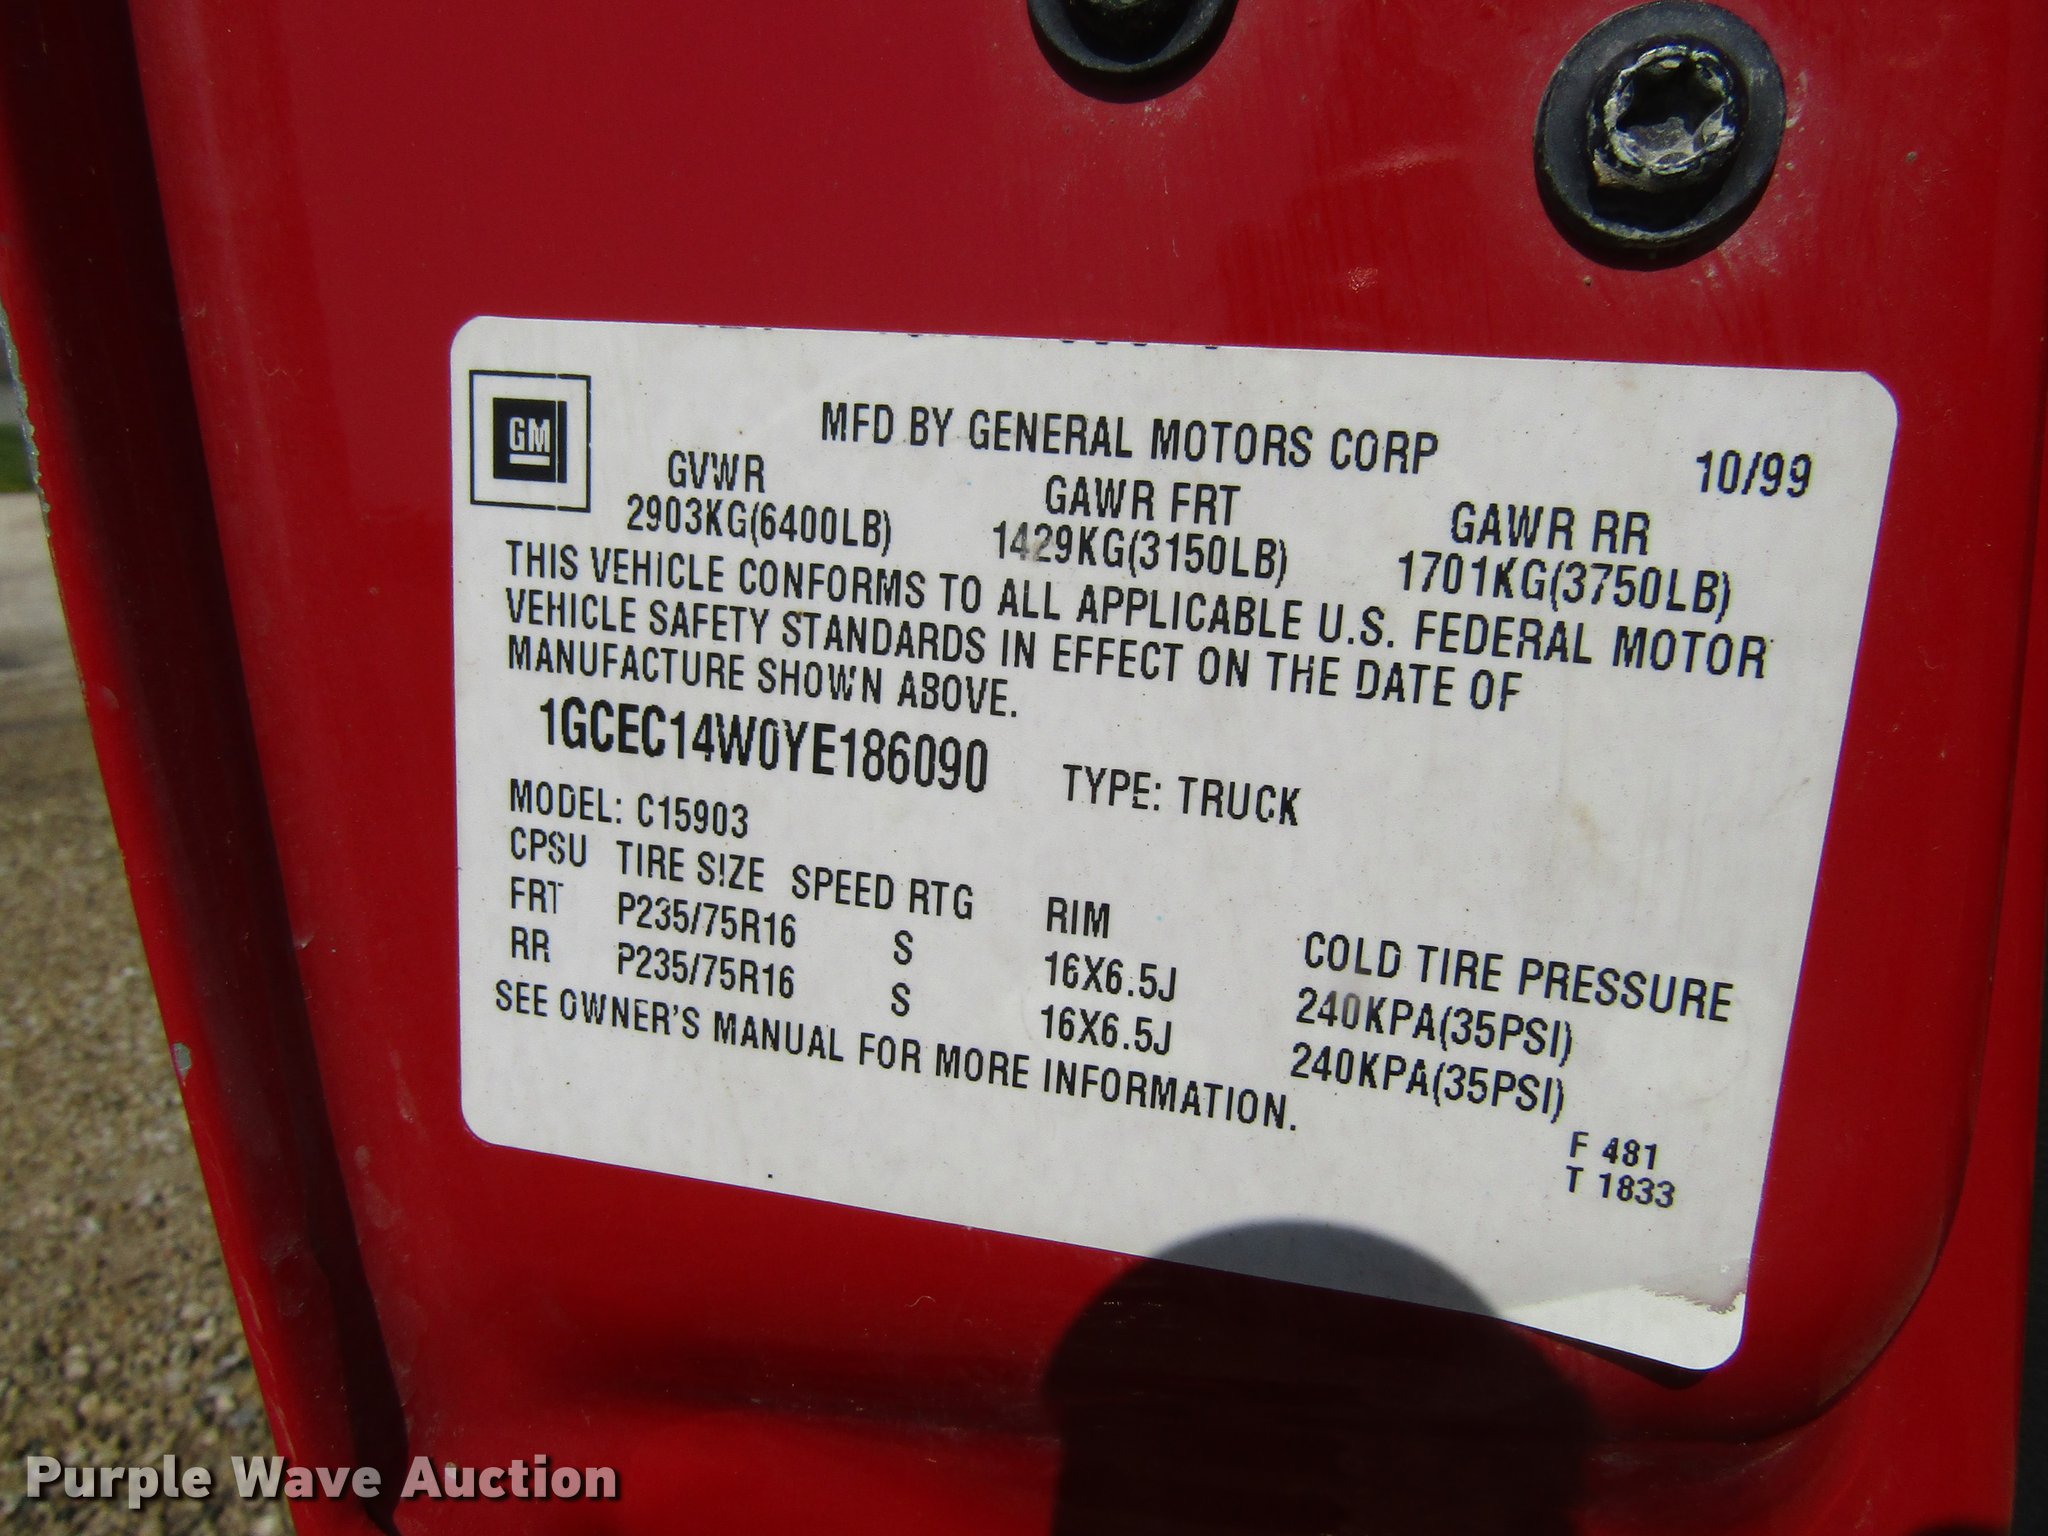 GM
MFD BY GENERAL MOTORS CORP 10/99
GVWR GAWR FRT GAWR RR
2903KG(6400LB) 1429KG(3150LB) 1701KG(3750LB)
THIS VEHICLE CONFORMS TO ALL APPLICABLE U.S. FEDERAL MOTOR
VEHICLE SAFETY STANDARDS IN EFFECT ON THE DATE OF
MANUFACTURE SHOWN ABOVE.
1GCEC14W0YE186090 TYPE: TRUCK
MODEL: C15903
CPSU TIRE SIZE SPEED RTG RIM COLD TIRE PRESSURE
FRT P235/75R16 S 16X6.5J 240KPA(35PSI)
RR P235/75R16 S 16X6.5J 240KPA(35PSI)
SEE OWNER'S MANUAL FOR MORE INFORMATION.
F 481
T 1833
Purple Wave Auction